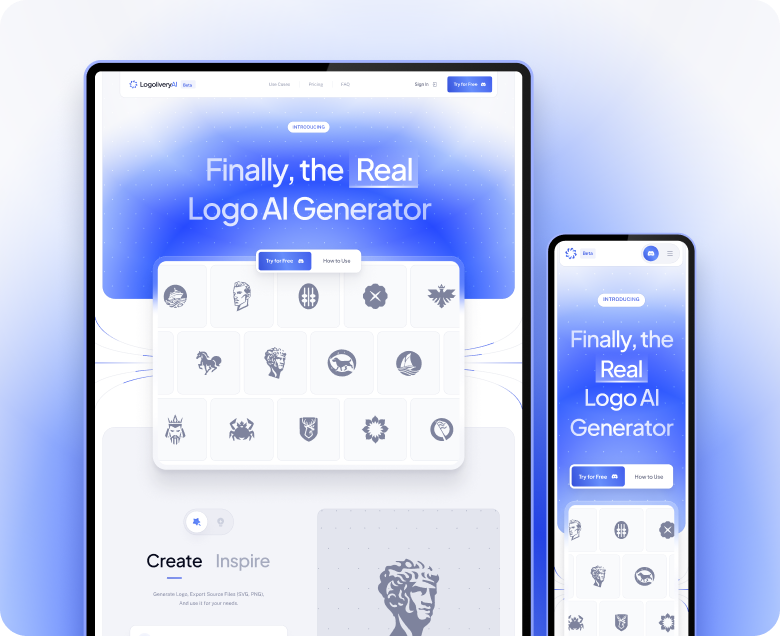 LogoliveryAI Beta
Use Cases Pricing FAQ
Sign In Try for Free
INTRODUCING
Finally, the Real
Logo AI Generator
Try for Free How to Use
Create Inspire
Generate Logo, Export Source Files (SVG, PNG),
And use it for your needs.
Beta
INTRODUCING
Finally, the
Real
Logo AI
Generator
Try for Free How to Use